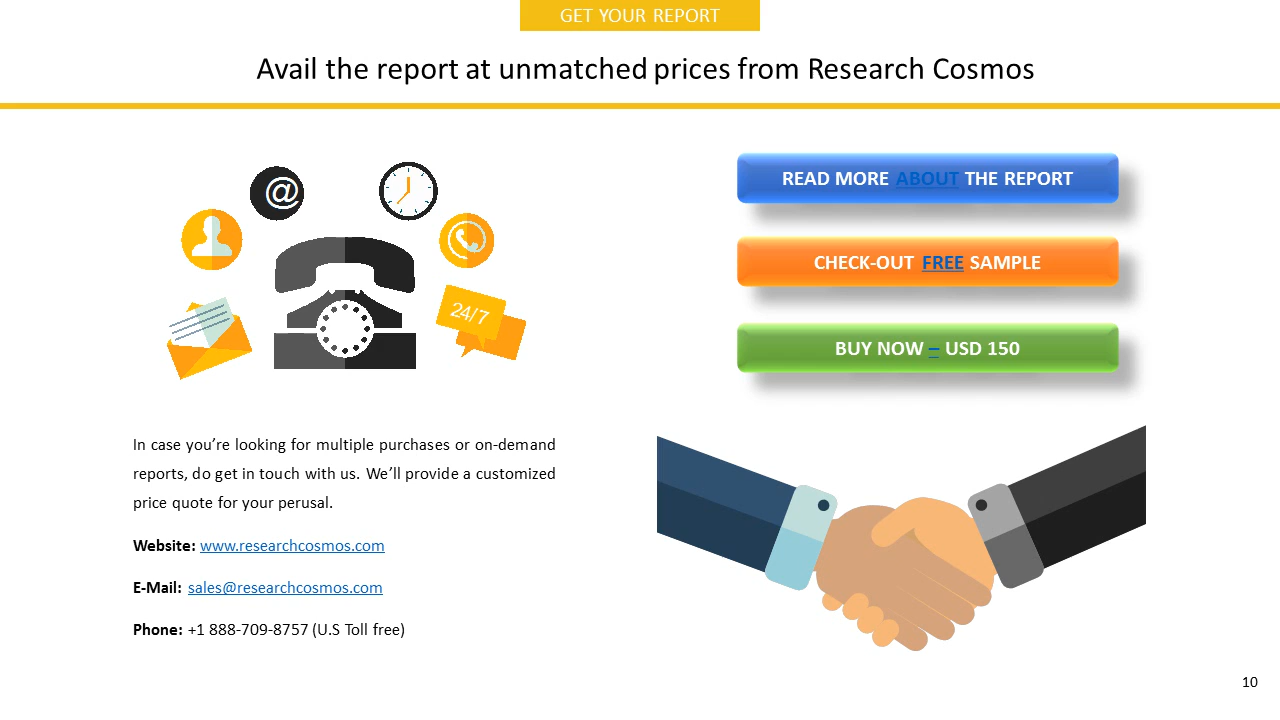 GET YOUR REPORT
Avail the report at unmatched prices from Research Cosmos
@
24/7
READ MORE ABOUT THE REPORT
CHECK-OUT FREE SAMPLE
BUY NOW – USD 150
In case you’re looking for multiple purchases or on-demand
reports, do get in touch with us. We’ll provide a customized
price quote for your perusal.
Website: www.researchcosmos.com
E-Mail: sales@researchcosmos.com
Phone: +1 888-709-8757 (U.S Toll free)
10